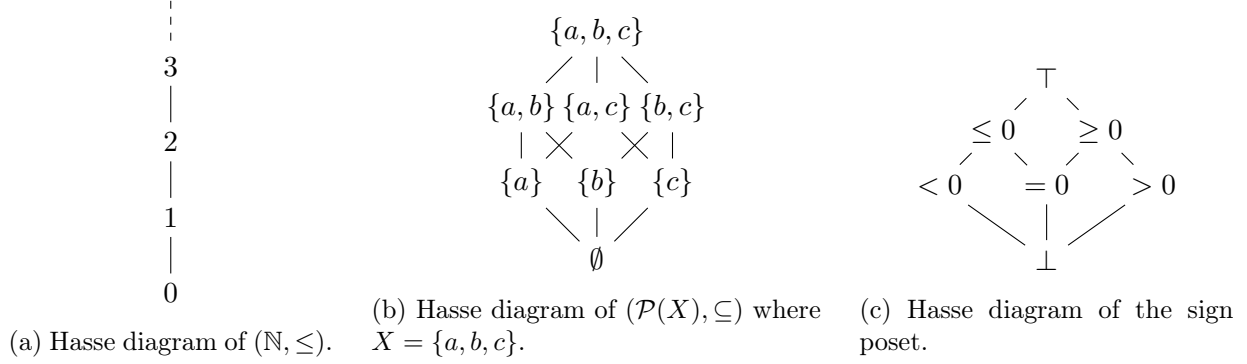 3
2
1
0
(a) Hasse diagram of (ℕ, ≤).
{a, b, c}
{a, b} {a, c} {b, c}
{a} {b} {c}
∅
(b) Hasse diagram of (𝒫(X), ⊆) where
X = {a, b, c}.
⊤
≤ 0 ≥ 0
< 0 = 0 > 0
⊥
(c) Hasse diagram of the sign
poset.